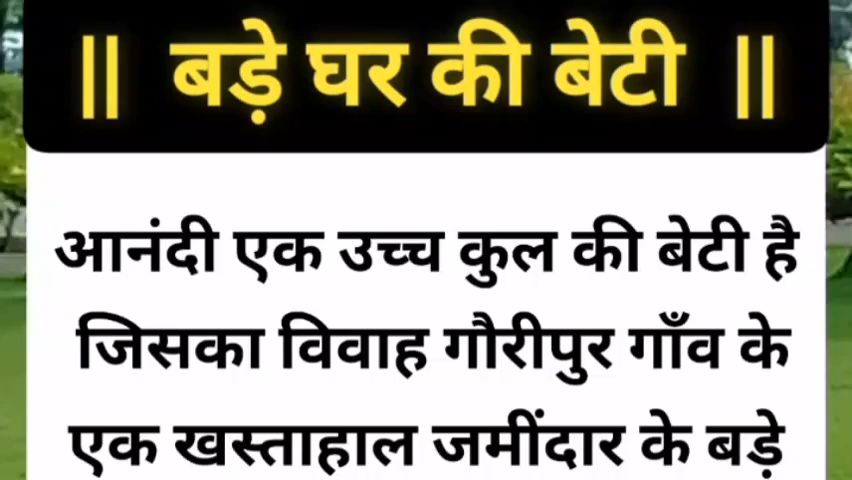 || बड़े घर की बेटी ||
आनंदी एक उच्च कुल की बेटी है
जिसका विवाह गौरीपुर गाँव के
एक खस्ताहाल जमींदार के बड़े